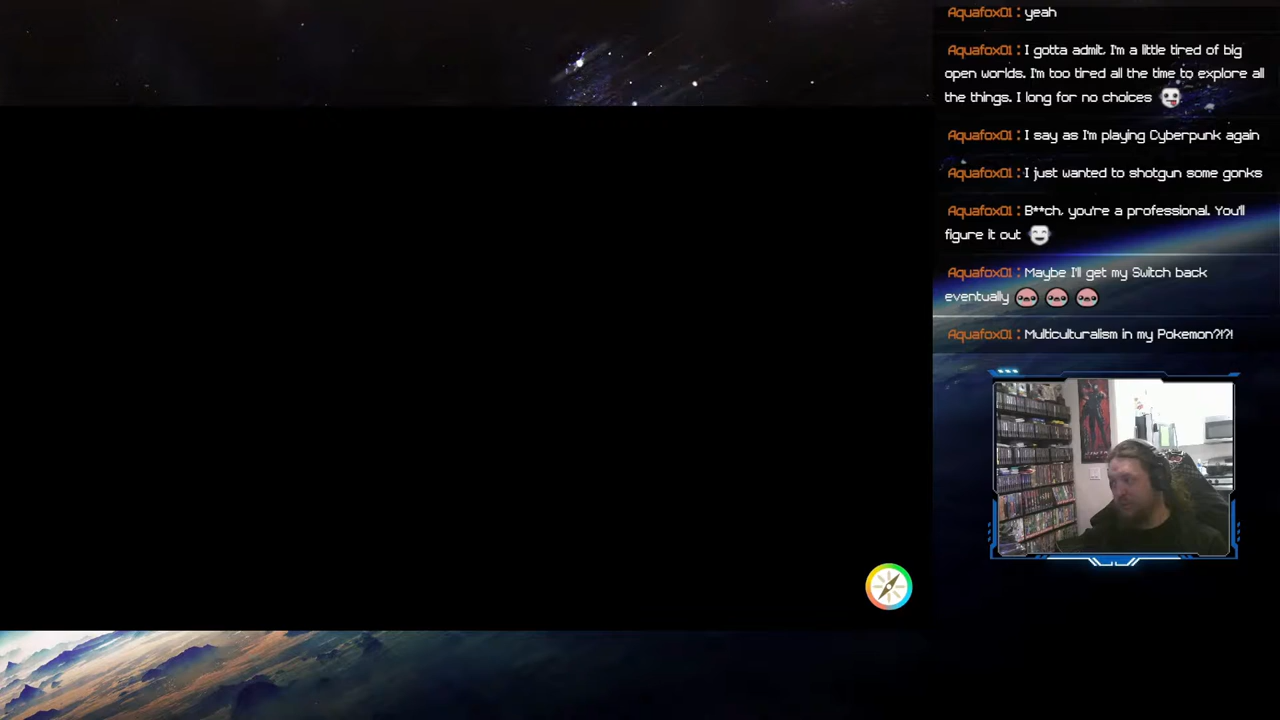 Aquafox01 : yeah
Aquafox01 : I gotta admit, I'm a little tired of big
open worlds. I'm too tired all the time to explore all
the things. I long for no choices
Aquafox01 : I say as I'm playing Cyberpunk again
Aquafox01 : I just wanted to shotgun some gonks
Aquafox01 : B**ch, you're a professional. You'll
figure it out
Aquafox01 : Maybe I'll get my Switch back
eventually
Aquafox01 : Multiculturalism in my Pokemon?!?!